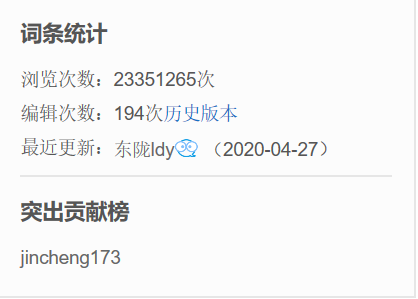 词条统计
浏览次数：23351265次
编辑次数：194次历史版本
最近更新：东陇ldy（2020-04-27）
突出贡献榜
jincheng173